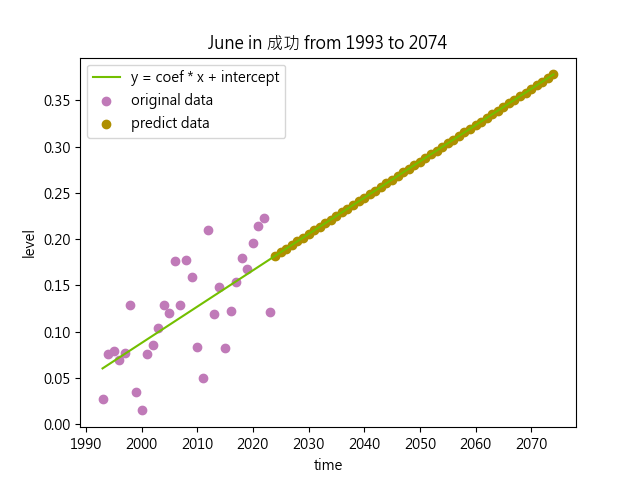 June in 成功 from 1993 to 2074
y = coef * x + intercept
original data
predict data
0.35
0.30
0.25
0.20
0.15
0.10
0.05
0.00
level
1990 2000 2010 2020 2030 2040 2050 2060 2070
time